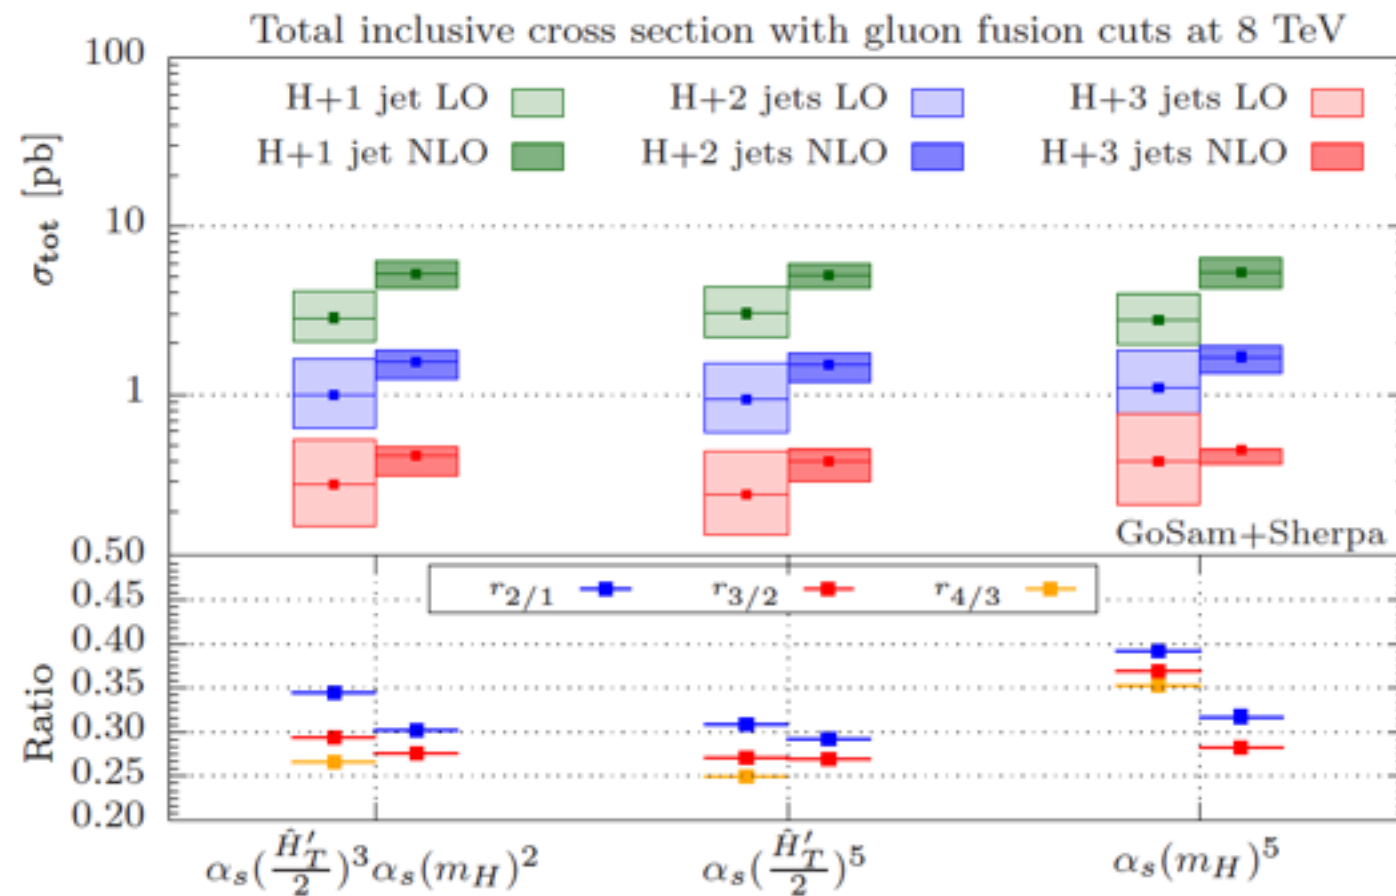 Total inclusive cross section with gluon fusion cuts at 8 TeV
100
H+1 jet LO H+2 jets LO H+3 jets LO
H+1 jet NLO H+2 jets NLO H+3 jets NLO
σtot [pb]
10
1
GoSam+Sherpa
0.50
r2/1 r3/2 r4/3
0.45
0.40
0.35
Ratio
0.30
0.25
0.20
αs(Ĥ′T/2)³αs(mH)² αs(Ĥ′T/2)⁵ αs(mH)⁵